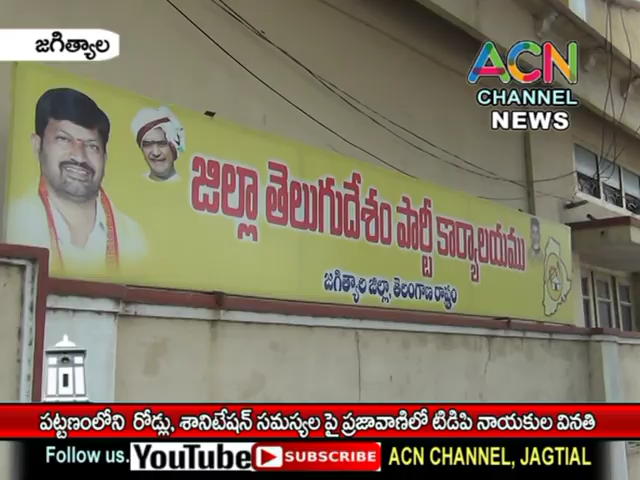 జగిత్యాల
ACN
CHANNEL
NEWS
జిల్లా తెలుగుదేశం పార్టీ కార్యాలయము
జగిత్యాల జిల్లా, తెలంగాణ రాష్ట్రం
పట్టణంలోని రోడ్లు, శానిటేషన్ సమస్యల పై ప్రజావాణిలో టిడిపి నాయకుల వినతి
Follow us. YouTube SUBSCRIBE ACN CHANNEL, JAGTIAL